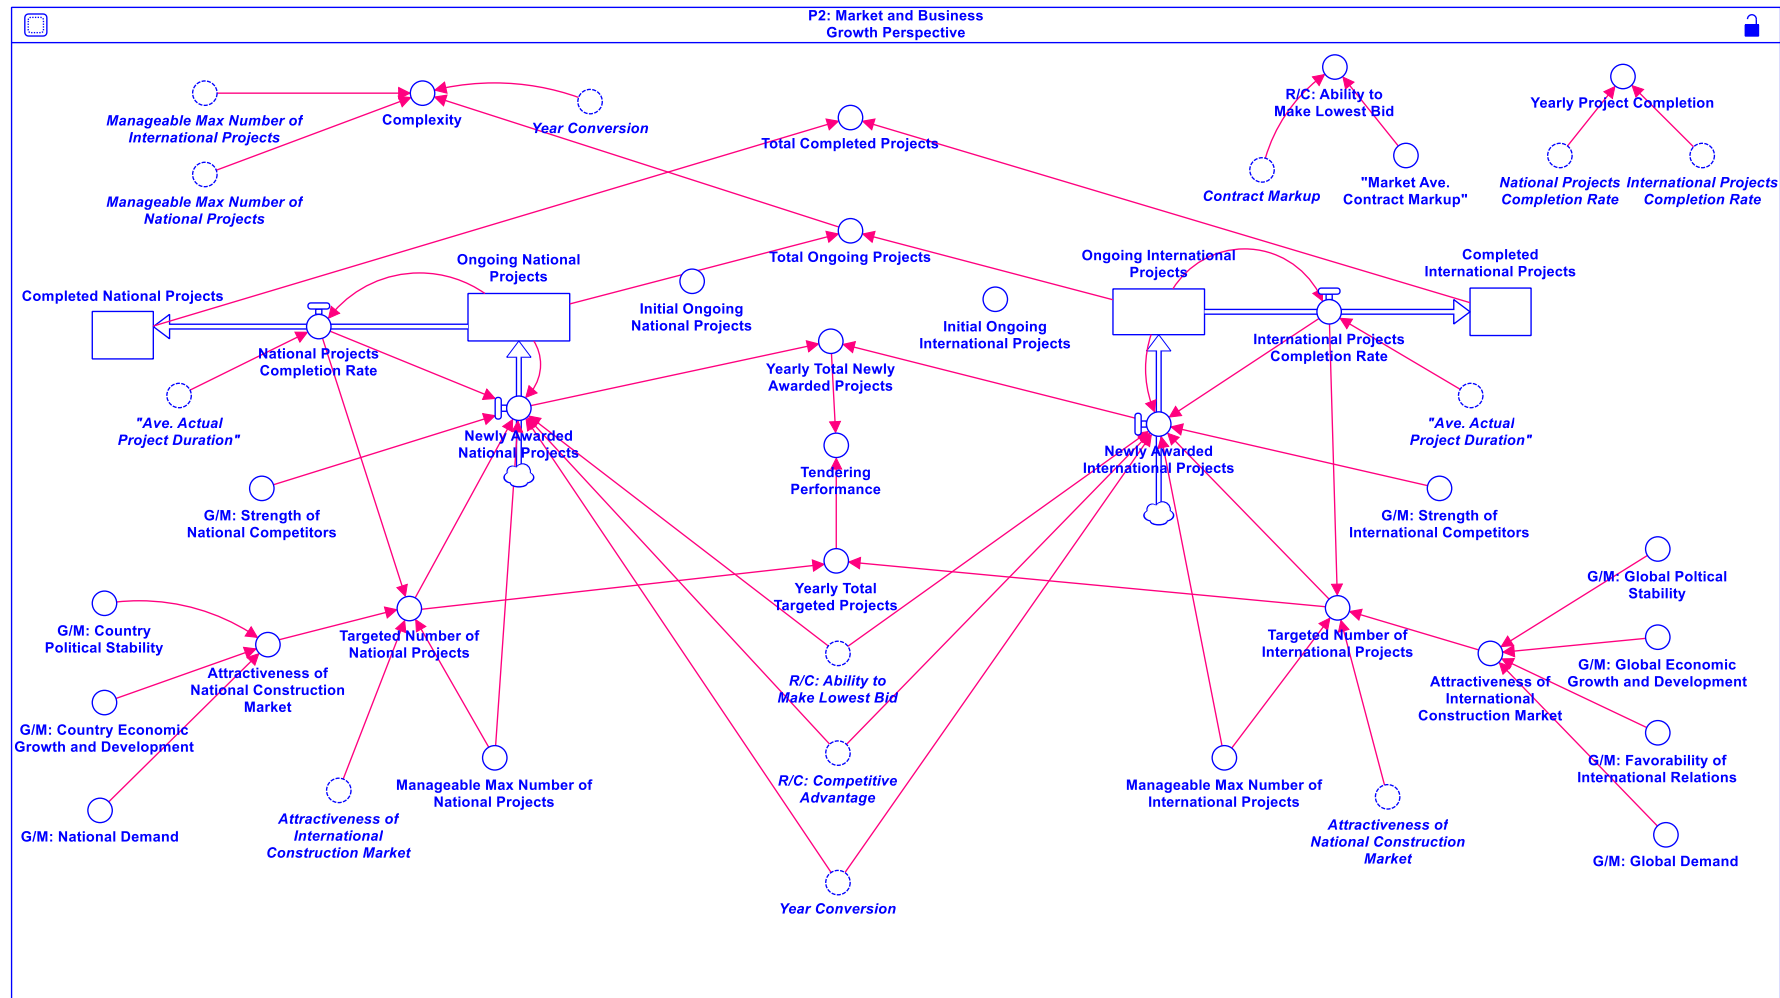 P2: Market and Business
Growth Perspective
Manageable Max Number of
International Projects
Complexity
Year Conversion
Manageable Max Number of
National Projects
Total Completed Projects
R/C: Ability to
Make Lowest Bid
Contract Markup
"Market Ave.
Contract Markup"
Yearly Project Completion
National Projects
Completion Rate
International Projects
Completion Rate
Completed National Projects
Ongoing National
Projects
Total Ongoing Projects
Initial Ongoing
National Projects
Initial Ongoing
International Projects
Ongoing International
Projects
Completed
International Projects
National Projects
Completion Rate
International Projects
Completion Rate
"Ave. Actual
Project Duration"
Yearly Total Newly
Awarded Projects
"Ave. Actual
Project Duration"
Newly Awarded
National Projects
Tendering
Performance
Newly Awarded
International Projects
G/M: Strength of
National Competitors
G/M: Strength of
International Competitors
Yearly Total
Targeted Projects
G/M: Country
Political Stability
Targeted Number of
National Projects
Attractiveness of
National Construction
Market
G/M: Country Economic
Growth and Development
G/M: National Demand
Attractiveness of
International
Construction Market
Manageable Max Number of
National Projects
R/C: Ability to
Make Lowest Bid
R/C: Competitive
Advantage
Year Conversion
Targeted Number of
International Projects
Manageable Max Number of
International Projects
Attractiveness of
National Construction
Market
Attractiveness of
International
Construction Market
G/M: Global Poltical
Stability
G/M: Global Economic
Growth and Development
G/M: Favorability of
International Relations
G/M: Global Demand